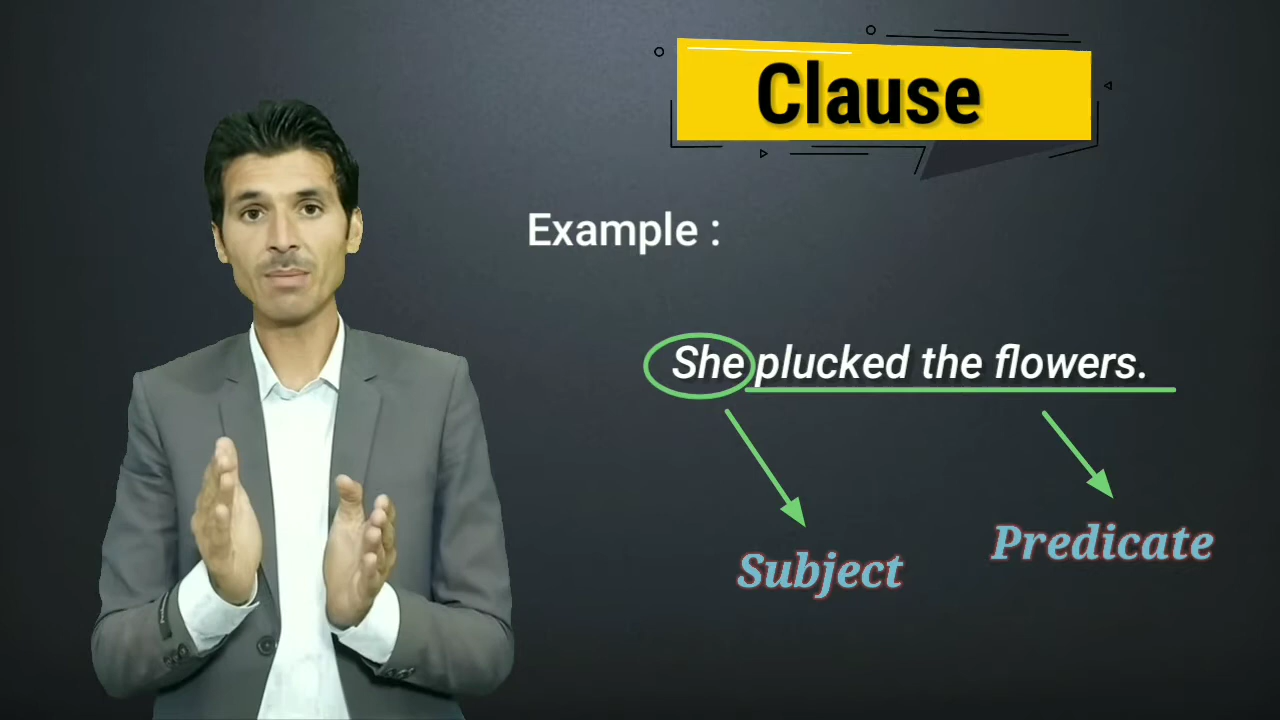 Clause
Example :
She plucked the flowers.
Subject
Predicate